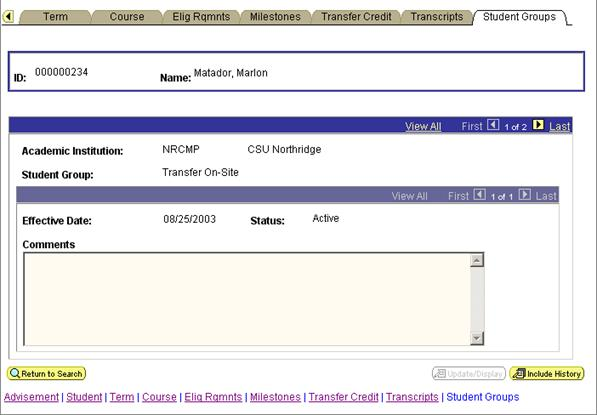 Term Course Elig Rqmnts Milestones Transfer Credit Transcripts Student Groups
ID: 000000234 Name: Matador, Marlon
View All First 1 of 2 Last
Academic Institution: NRCMP CSU Northridge
Student Group: Transfer On-Site
View All First 1 of 1 Last
Effective Date: 08/25/2003 Status: Active
Comments
Return to Search Update/Display Include History
Advisement | Student | Term | Course | Elig Rqmnts | Milestones | Transfer Credit | Transcripts | Student Groups